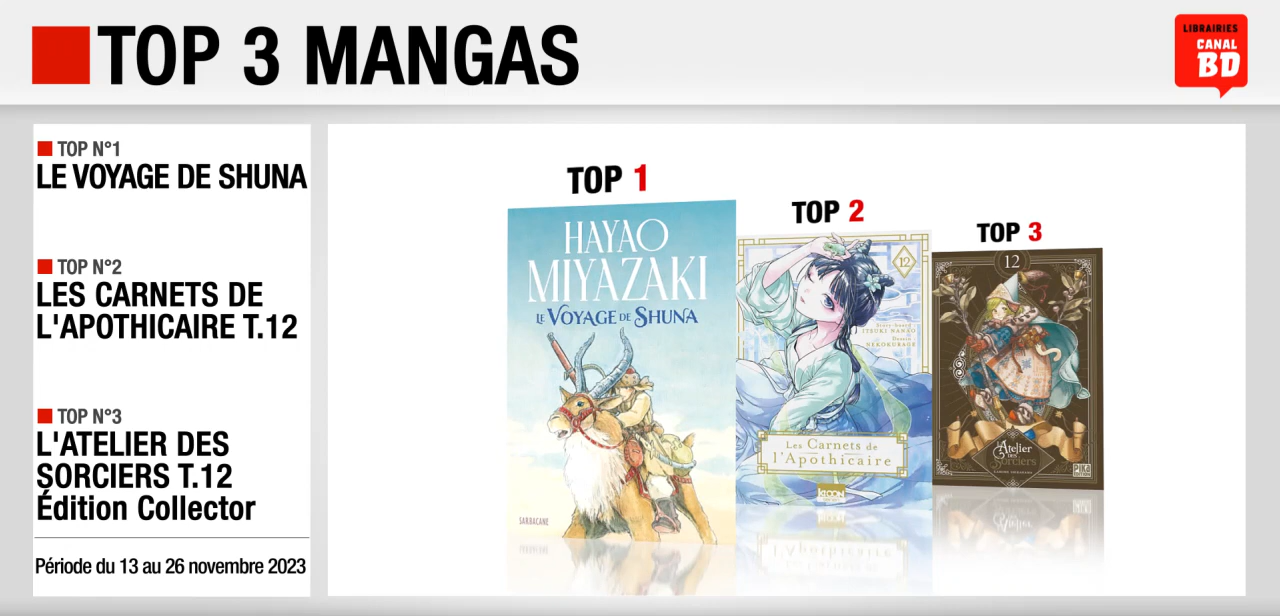 TOP 3 MANGAS
LIBRAIRIES
CANAL
BD
TOP N°1
LE VOYAGE DE SHUNA
TOP N°2
LES CARNETS DE
L'APOTHICAIRE T.12
TOP N°3
L'ATELIER DES
SORCIERS T.12
Édition Collector
Période du 13 au 26 novembre 2023
TOP 1
HAYAO
MIYAZAKI
LE VOYAGE DE SHUNA
SARBACANE
TOP 2
12
ITSUKI NANAO
NEKOKURAGE
Les Carnets de
l'Apothicaire
KI-OON
TOP 3
12
L'Atelier
des
Sorciers
PIKA